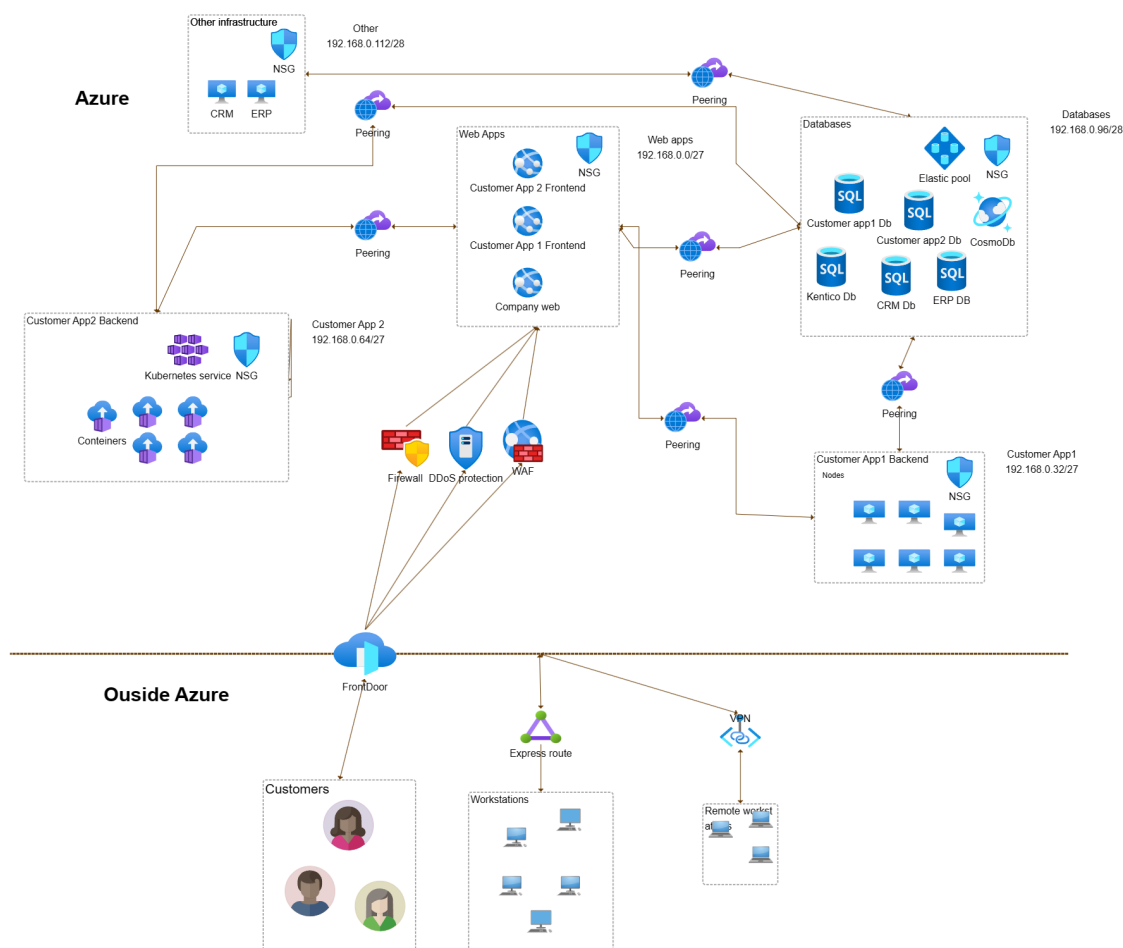 Other infrastructure
Other
192.168.0.112/28
NSG
CRM
ERP
Azure
Peering
Peering
Databases
192.168.0.96/28
Databases
Elastic pool
NSG
SQL
Customer app1 Db
SQL
Customer app2 Db
CosmoDb
SQL
Kentico Db
SQL
CRM Db
SQL
ERP DB
Web Apps
NSG
Web apps
192.168.0.0/27
Customer App 2 Frontend
Customer App 1 Frontend
Company web
Peering
Peering
Customer App2 Backend
Customer App 2
192.168.0.64/27
Kubernetes service
NSG
Conteiners
Peering
Peering
Firewall
DDoS protection
WAF
Customer App1 Backend
Nodes
NSG
Customer App1
192.168.0.32/27
FrontDoor
Ouside Azure
Express route
VPN
Customers
Workstations
Remote workst